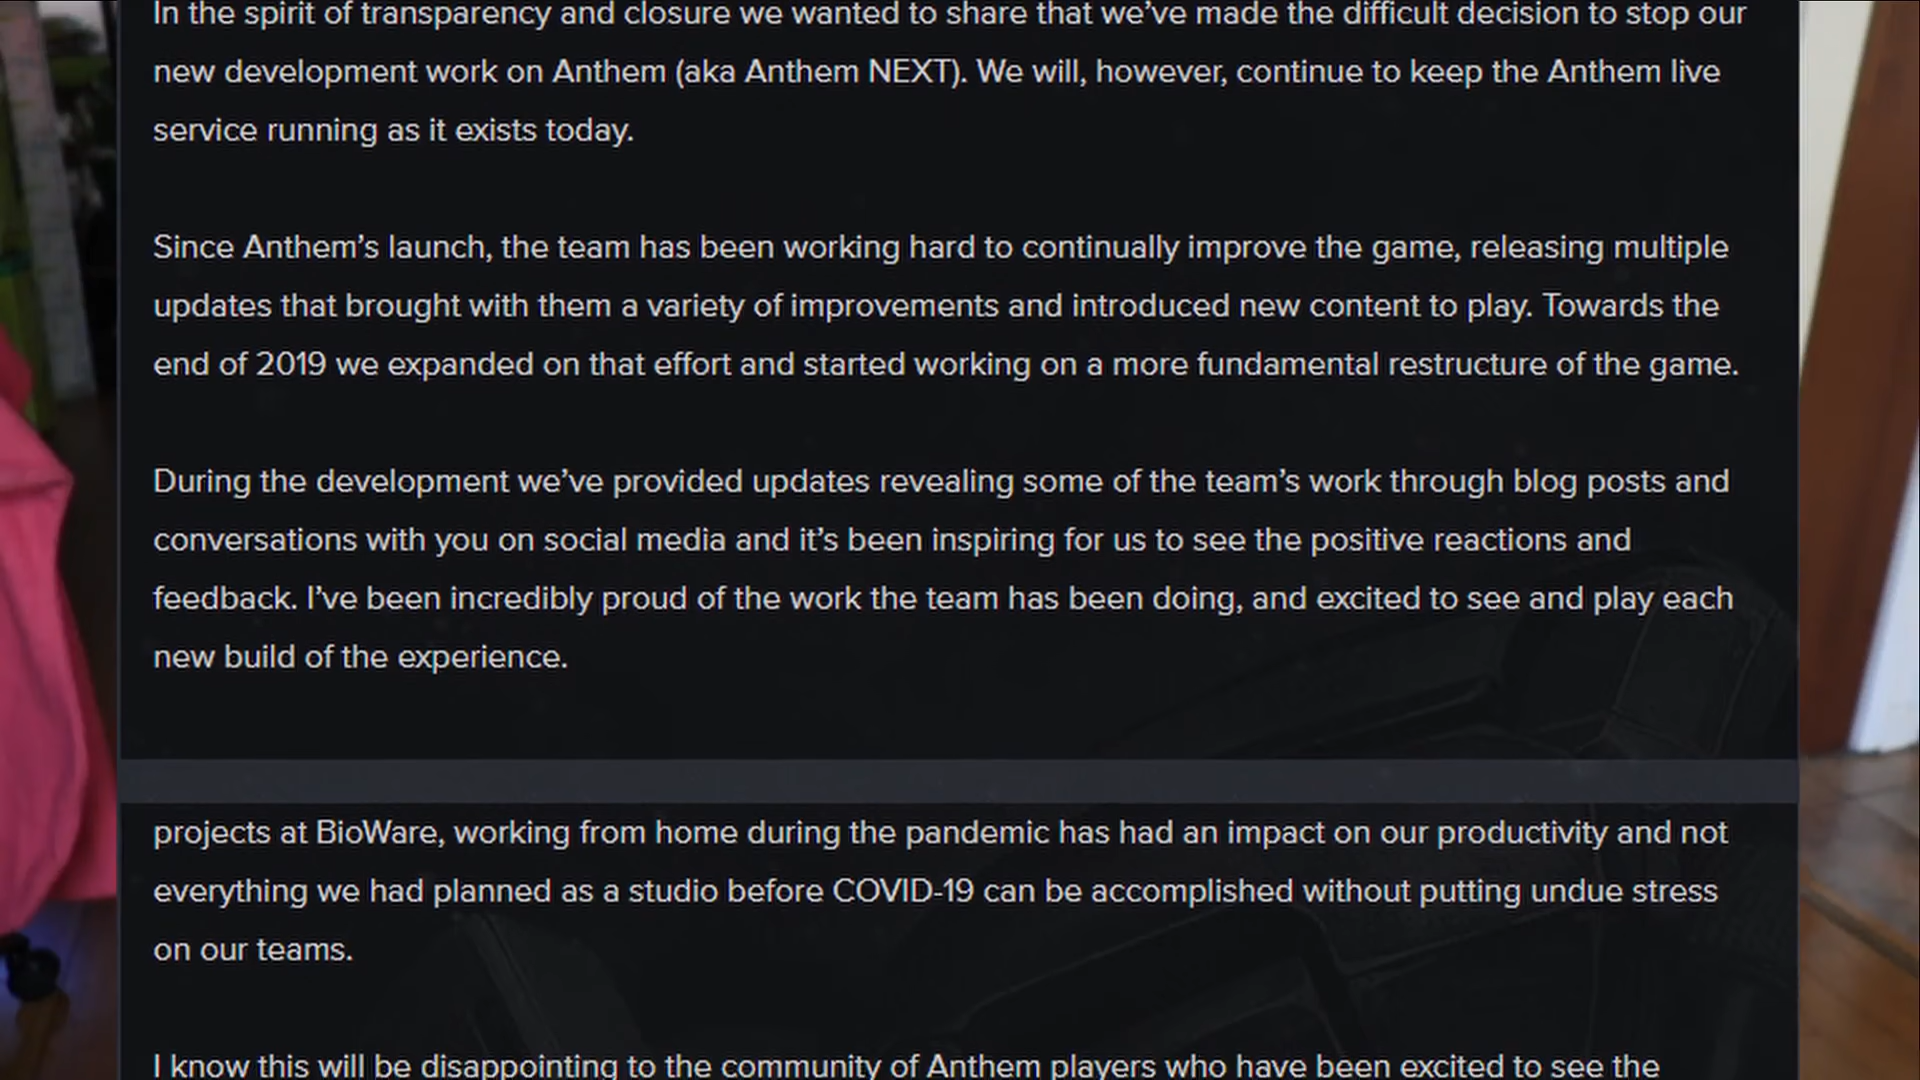 In the spirit of transparency and closure we wanted to share that we’ve made the difficult decision to stop our
new development work on Anthem (aka Anthem NEXT). We will, however, continue to keep the Anthem live
service running as it exists today.
Since Anthem’s launch, the team has been working hard to continually improve the game, releasing multiple
updates that brought with them a variety of improvements and introduced new content to play. Towards the
end of 2019 we expanded on that effort and started working on a more fundamental restructure of the game.
During the development we’ve provided updates revealing some of the team’s work through blog posts and
conversations with you on social media and it’s been inspiring for us to see the positive reactions and
feedback. I’ve been incredibly proud of the work the team has been doing, and excited to see and play each
new build of the experience.
projects at BioWare, working from home during the pandemic has had an impact on our productivity and not
everything we had planned as a studio before COVID-19 can be accomplished without putting undue stress
on our teams.
I know this will be disappointing to the community of Anthem players who have been excited to see the